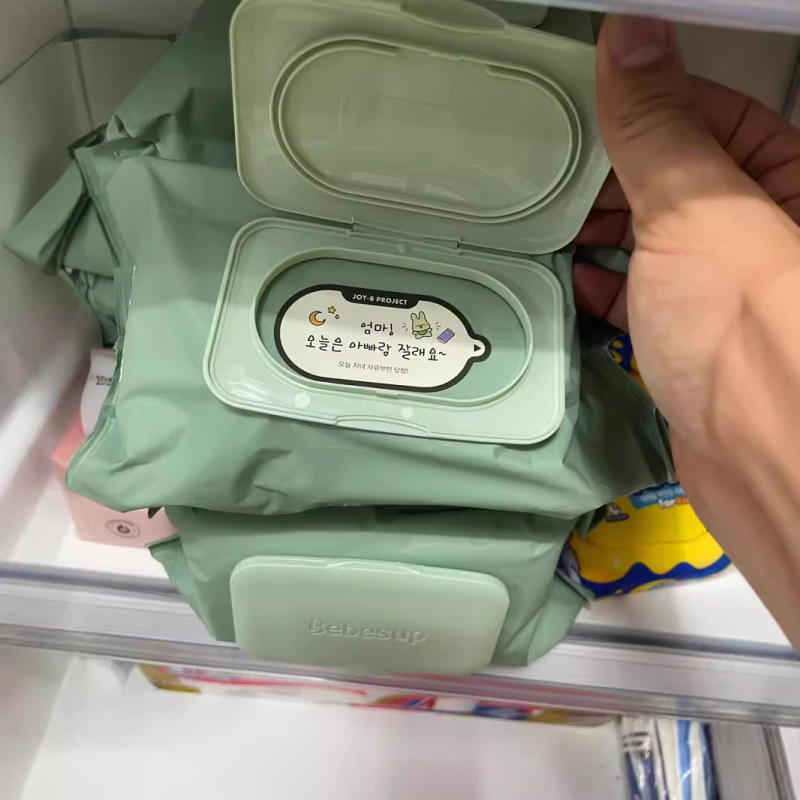 JOY-B PROJECT
엄마!
오늘은 아빠랑 잘래요~
오늘 저녁 자유부인 당첨!
Bebesup
for